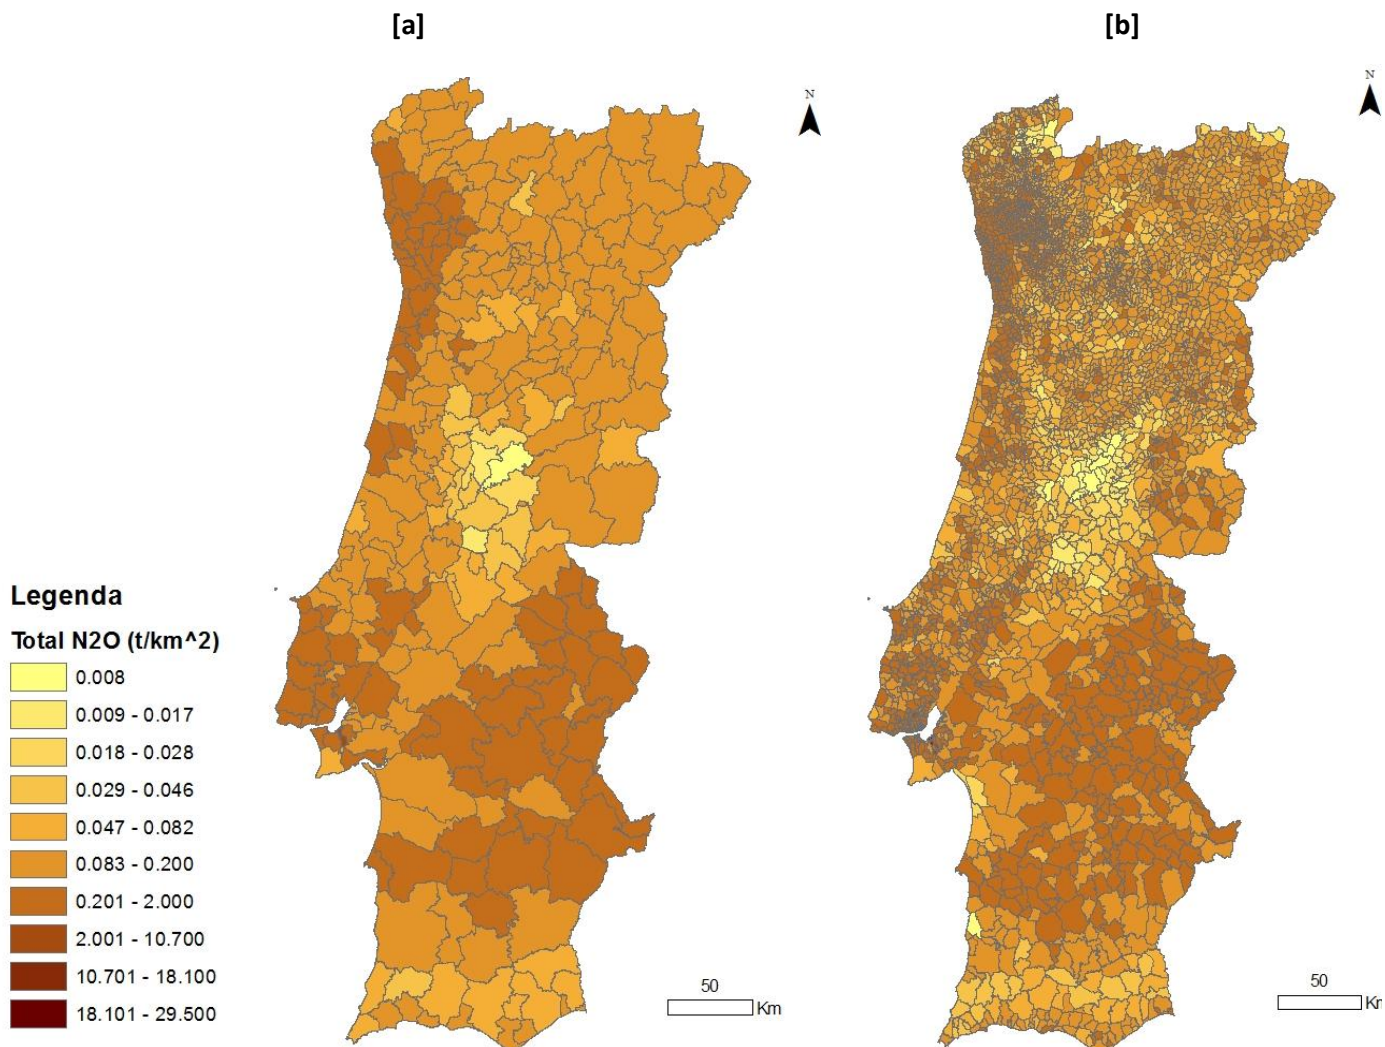 [a]
[b]
N
N
Legenda
Total N2O (t/km^2)
0.008
0.009 - 0.017
0.018 - 0.028
0.029 - 0.046
0.047 - 0.082
0.083 - 0.200
0.201 - 2.000
2.001 - 10.700
10.701 - 18.100
18.101 - 29.500
50
Km
50
Km